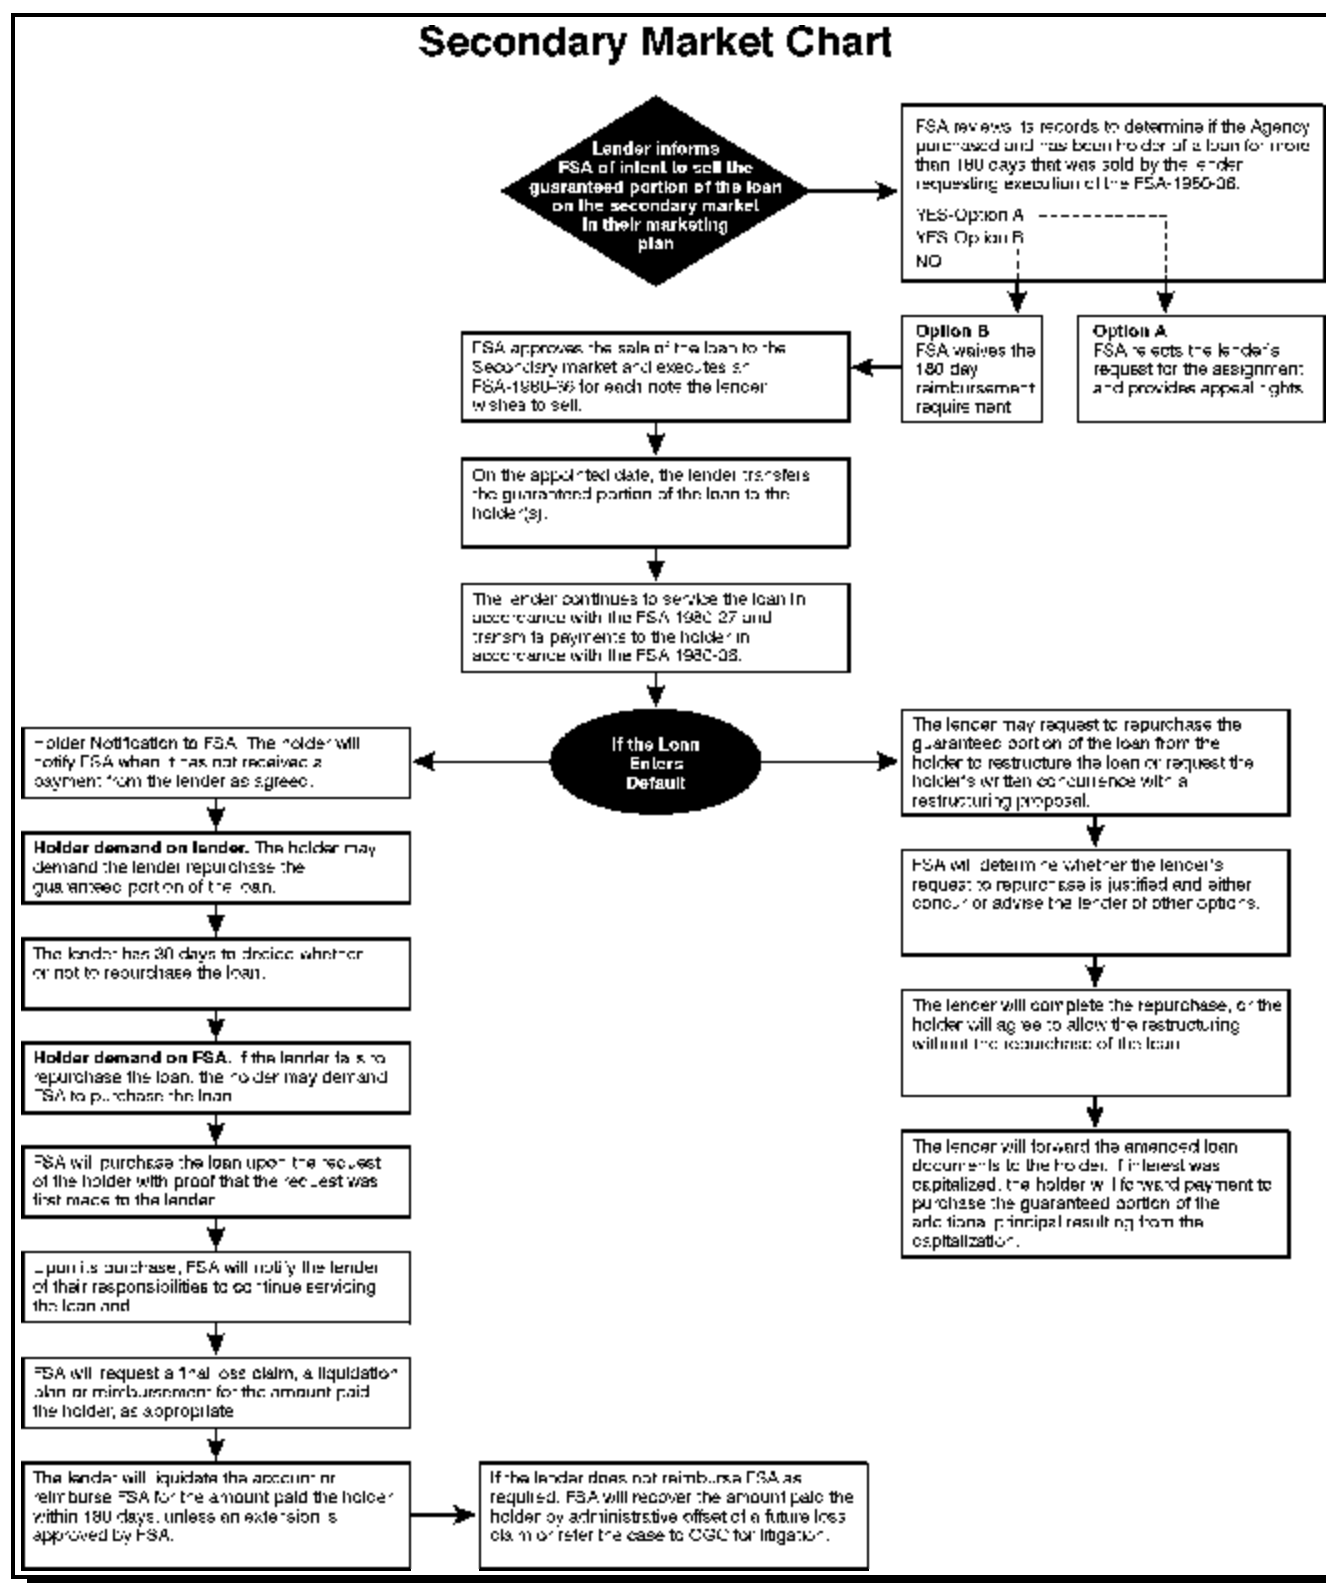 Secondary Market Chart
Lender informs
FSA of intent to sell the
guaranteed portion of the loan
on the secondary market
in their marketing
plan
FSA reviews its records to determine if the Agency
purchased and has been holder of a loan for more
than 180 days that was sold by the lender
requesting execution of the FSA-1980-36.
YES-Option A
YES-Option B
NO
Option B
FSA waives the
180 day
reimbursement
requirement
Option A
FSA rejects the lender's
request for the assignment
and provides appeal rights
FSA approves the sale of the loan to the
Secondary market and executes an
FSA-1980-36 for each note the lender
wishes to sell.
On the appointed date, the lender transfers
the guaranteed portion of the loan to the
holder(s).
The lender continues to service the loan in
accordance with the FSA 1980-27 and
transmits payments to the holder in
accordance with the FSA 1980-36.
If the Loan
Enters
Default
Holder Notification to FSA. The holder will
notify FSA when it has not received a
payment from the lender as agreed.
Holder demand on lender. The holder may
demand the lender repurchase the
guaranteed portion of the loan.
The lender has 30 days to decide whether
or not to repurchase the loan.
Holder demand on FSA. If the lender fails to
repurchase the loan, the holder may demand
FSA to purchase the loan
FSA will purchase the loan upon the request
of the holder with proof that the request was
first made to the lender
Upon its purchase, FSA will notify the lender
of their responsibilities to continue servicing
the loan and
FSA will request a final loss claim, a liquidation
plan or reimbursement for the amount paid
the holder, as appropriate
The lender will liquidate the account or
reimburse FSA for the amount paid the holder
within 180 days, unless an extension is
approved by FSA.
If the lender does not reimburse FSA as
required, FSA will recover the amount paid the
holder by administrative offset of a future loss
claim or refer the case to OGC for litigation.
The lender may request to repurchase the
guaranteed portion of the loan from the
holder to restructure the loan or request the
holder's written concurrence with a
restructuring proposal.
FSA will determine whether the lender's
request to repurchase is justified and either
concur or advise the lender of other options.
The lender will complete the repurchase, or the
holder will agree to allow the restructuring
without the repurchase of the loan
The lender will forward the amended loan
documents to the holder. If interest was
capitalized, the holder will forward payment to
purchase the guaranteed portion of the
additional principal resulting from the
capitalization.